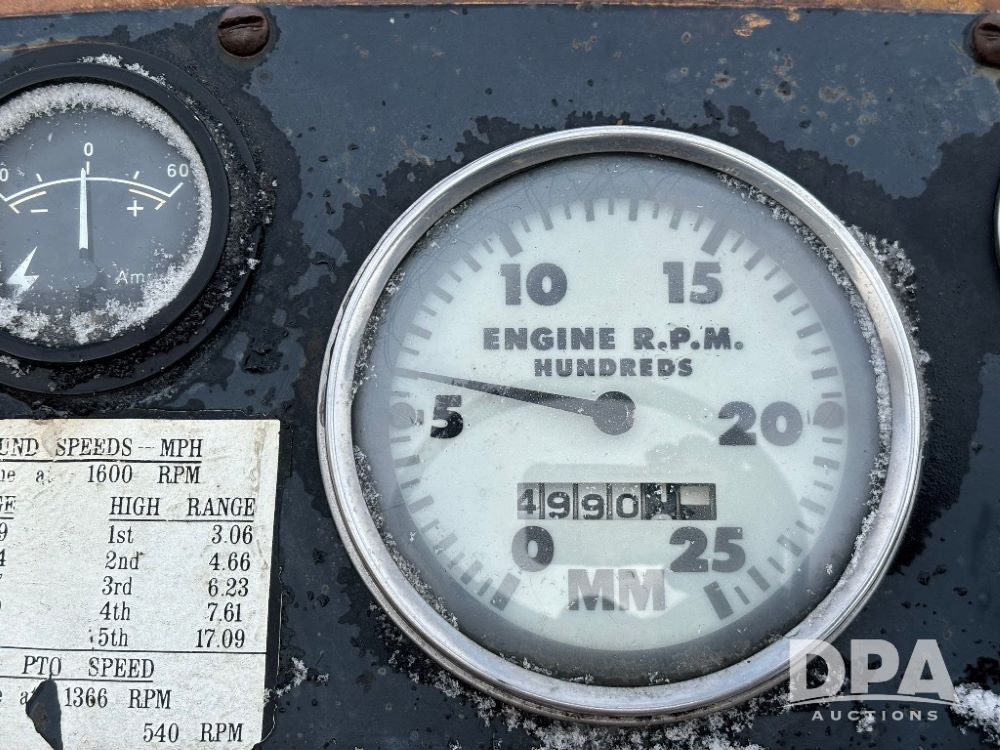 0
60
Amp
10
15
ENGINE R.P.M.
HUNDREDS
5
20
4990
0
25
MM
SPEEDS -- MPH
1600 RPM
HIGH RANGE
1st 3.06
2nd 4.66
3rd 6.23
4th 7.61
5th 17.09
PTO SPEED
1366 RPM
540 RPM
DPA
AUCTIONS